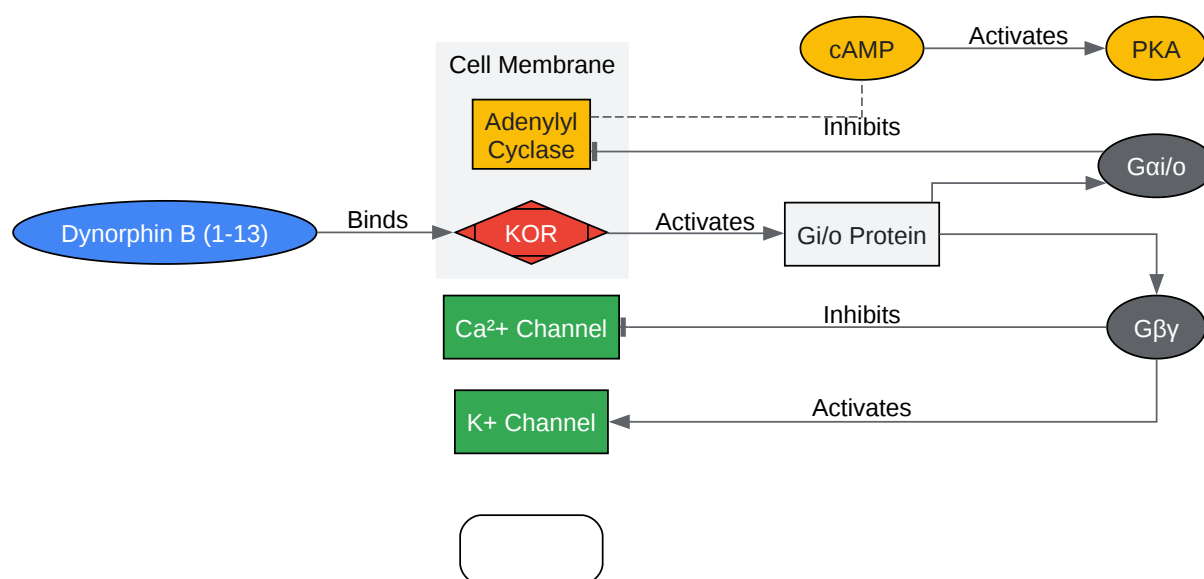 cAMP
Activates
PKA
Cell Membrane
Adenylyl
Cyclase
Inhibits
Gαi/o
Dynorphin B (1-13)
Binds
KOR
Activates
Gi/o Protein
Ca²+ Channel
Inhibits
Gβγ
K+ Channel
Activates